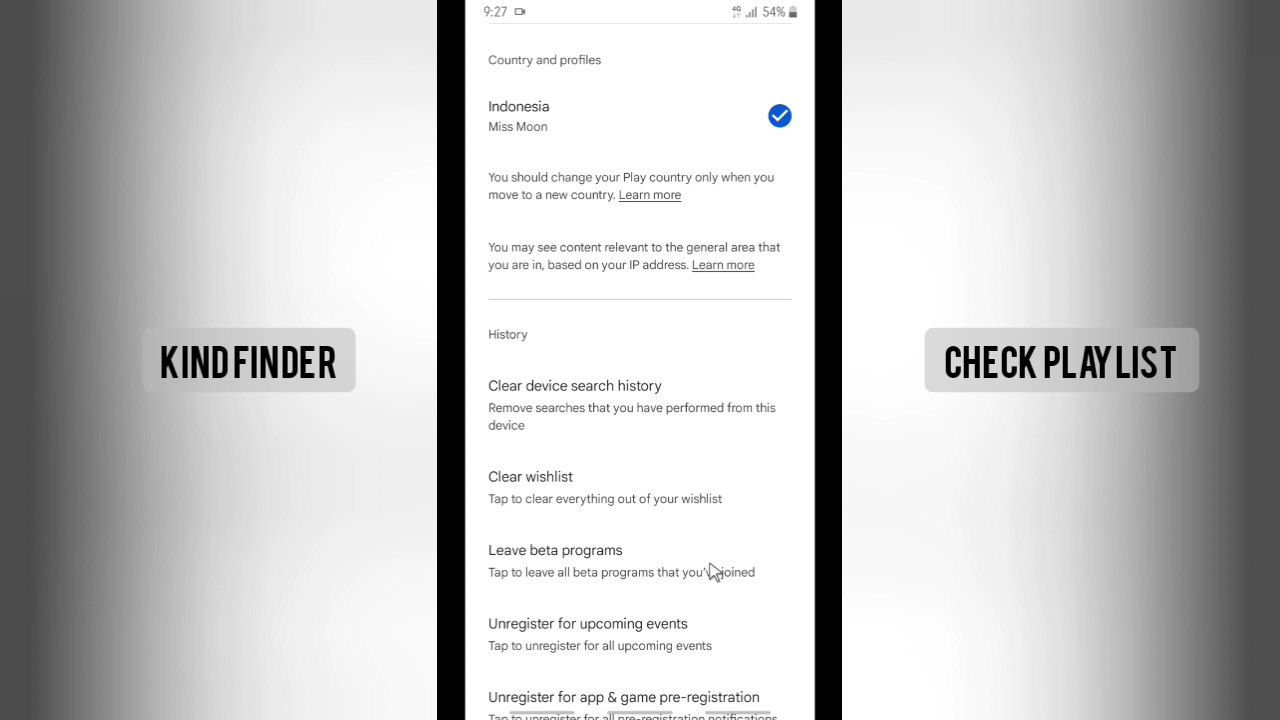 9:27
4G
54%
Country and profiles
Indonesia
Miss Moon
You should change your Play country only when you
move to a new country. Learn more
You may see content relevant to the general area that
you are in, based on your IP address. Learn more
History
KIND FINDER
CHECK PLAYLIST
Clear device search history
Remove searches that you have performed from this
device
Clear wishlist
Tap to clear everything out of your wishlist
Leave beta programs
Tap to leave all beta programs that you've joined
Unregister for upcoming events
Tap to unregister for all upcoming events
Unregister for app & game pre-registration
Tap to unregister for all pre-registration notifications